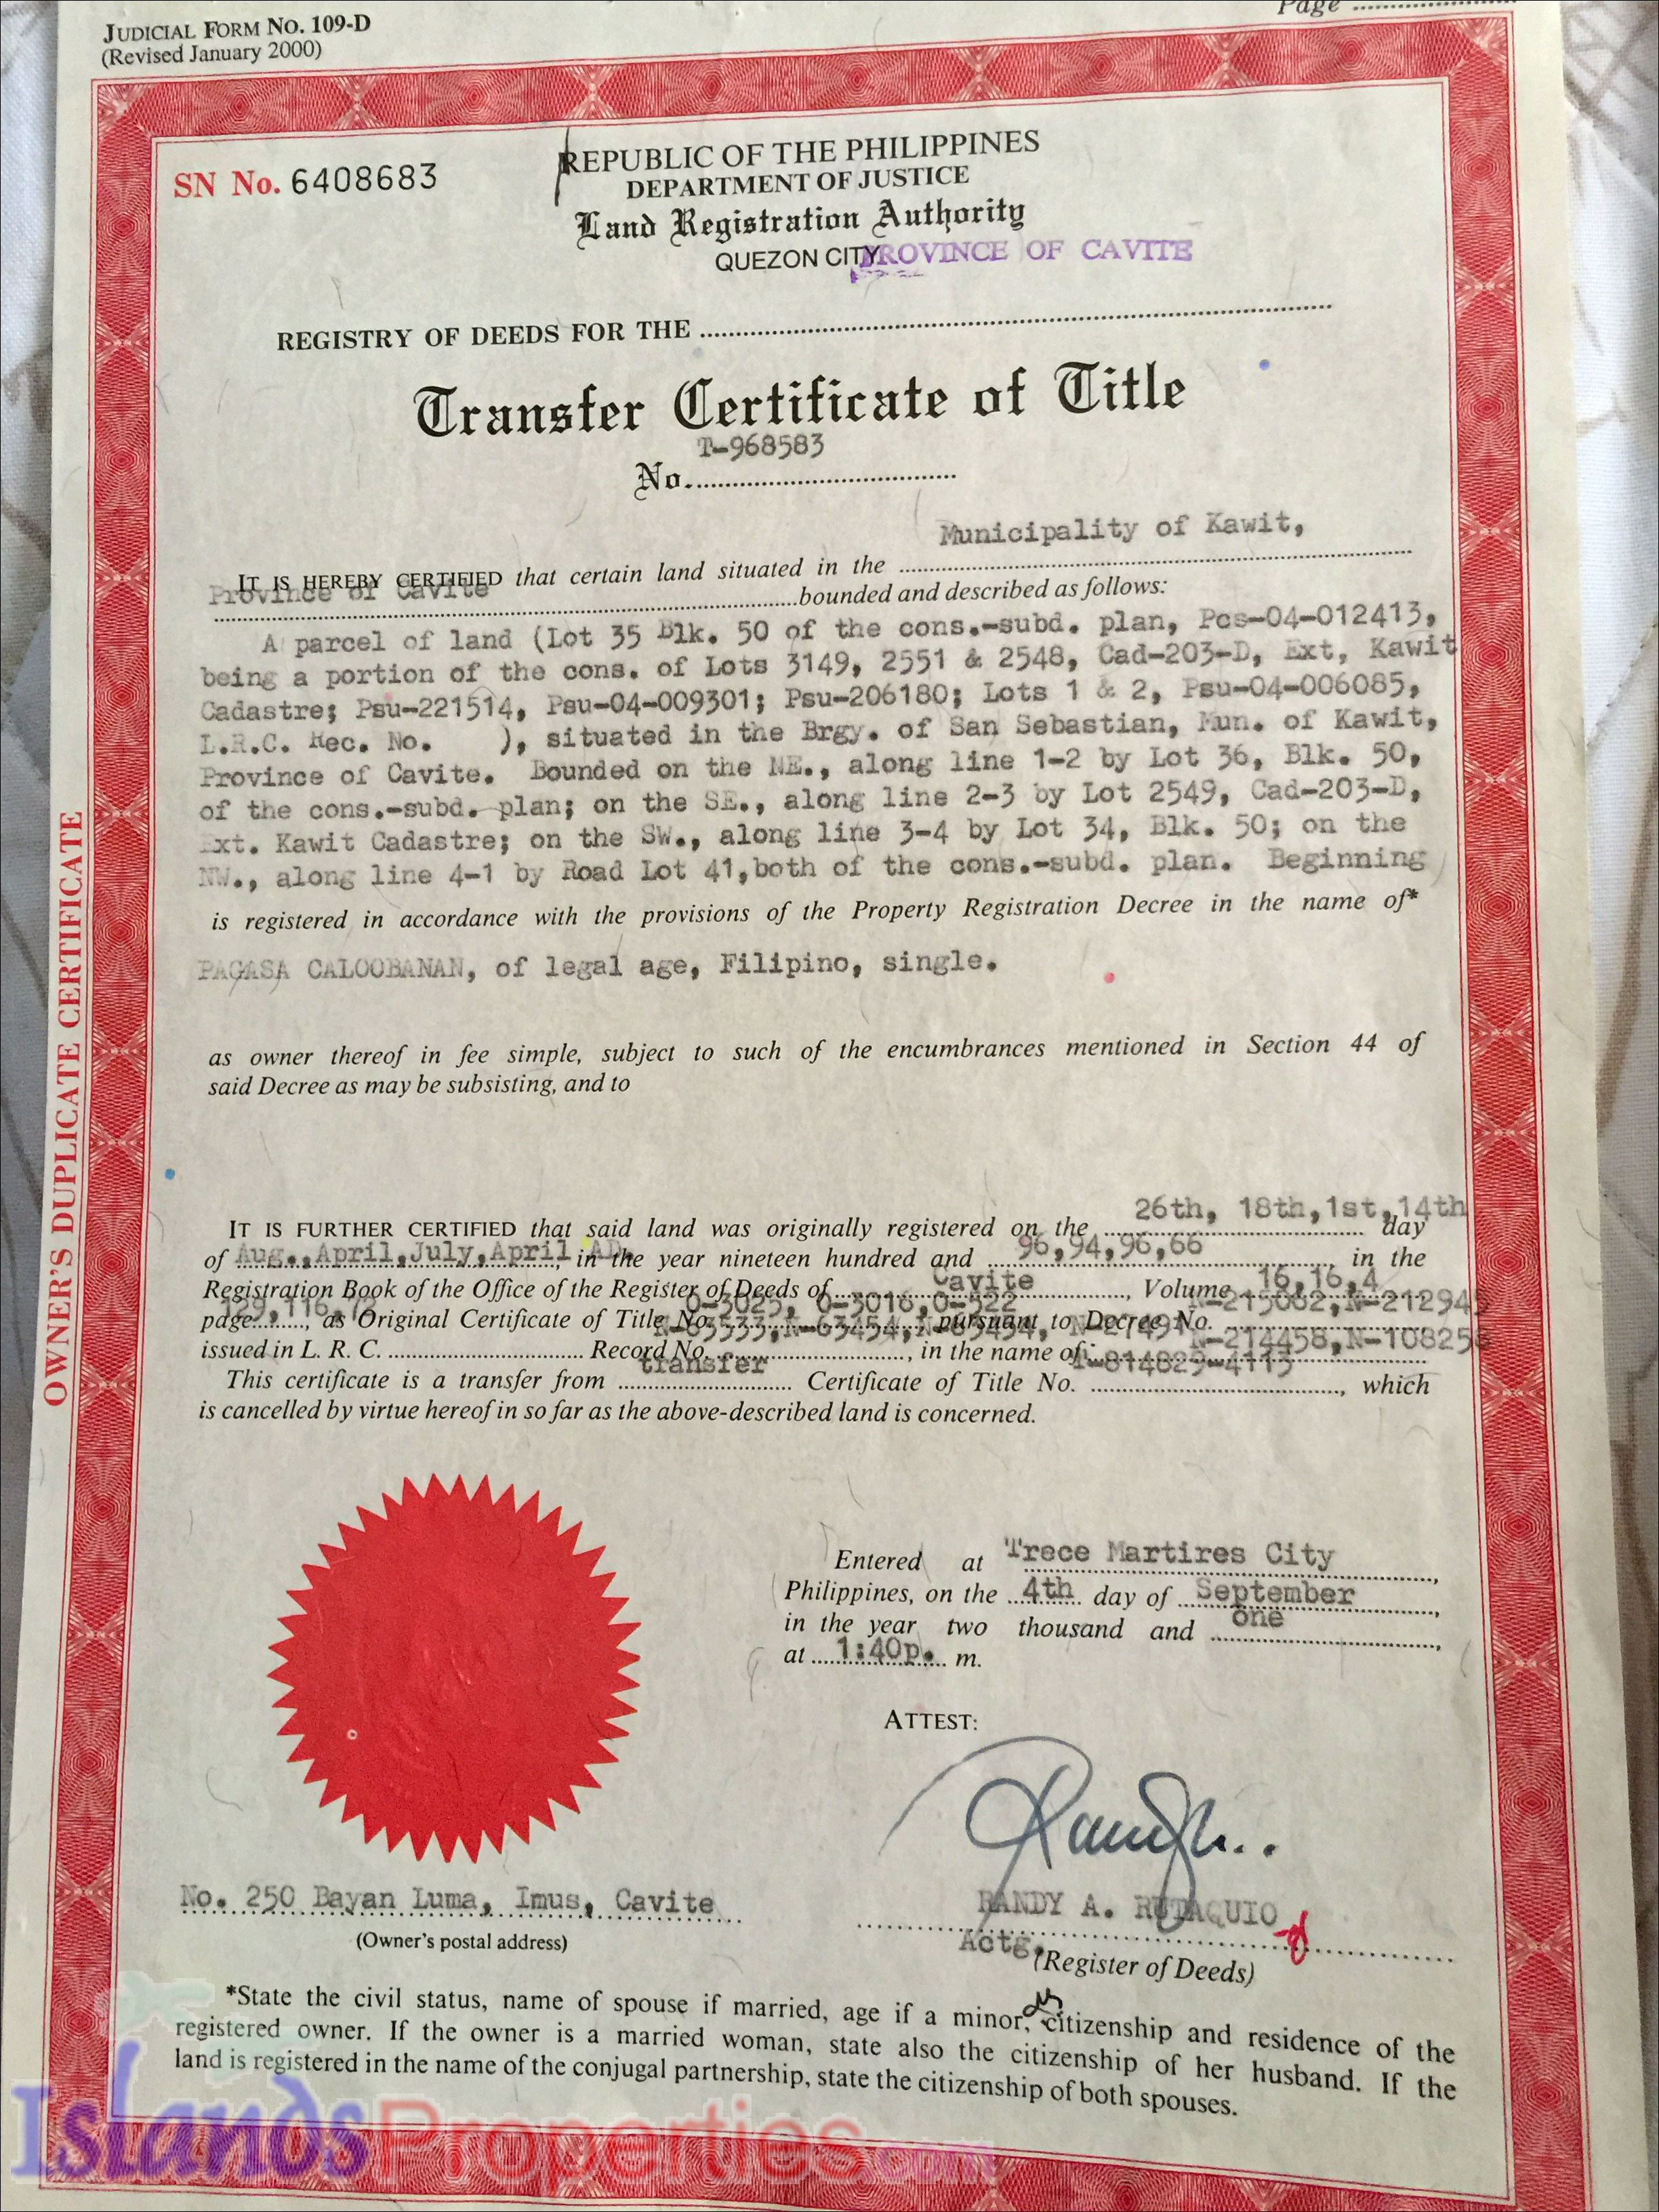 Page ..............
JUDICIAL FORM NO. 109-D
(Revised January 2000)
SN No. 6408683
REPUBLIC OF THE PHILIPPINES
DEPARTMENT OF JUSTICE
Land Registration Authority
QUEZON CITY
PROVINCE OF CAVITE
REGISTRY OF DEEDS FOR THE ..............
Transfer Certificate of Title
T-968583
No..............
Municipality of Kawit,
IT IS HEREBY CERTIFIED that certain land situated in the ..............
Province of Cavite ..............bounded and described as follows:
A parcel of land (Lot 35 Blk. 50 of the cons.-subd. plan, Pcs-04-012413,
being a portion of the cons. of Lots 3149, 2551 & 2548, Cad-203-D, Ext, Kawit
Cadastre; Psu-221514, Psu-04-009301; Psu-206180; Lots 1 & 2, Psu-04-006085,
L.R.C. Rec. No. ), situated in the Brgy. of San Sebastian, Mun. of Kawit,
Province of Cavite. Bounded on the NE., along line 1-2 by Lot 36, Blk. 50,
of the cons.-subd. plan; on the SE., along line 2-3 by Lot 2549, Cad-203-D,
Ext. Kawit Cadastre; on the SW., along line 3-4 by Lot 34, Blk. 50; on the
NW., along line 4-1 by Road Lot 41,both of the cons.-subd. plan. Beginning
is registered in accordance with the provisions of the Property Registration Decree in the name of*
PAGASA CALOOBANAN, of legal age, Filipino, single.
as owner thereof in fee simple, subject to such of the encumbrances mentioned in Section 44 of
said Decree as may be subsisting, and to
26th, 18th,1st,14th
IT IS FURTHER CERTIFIED that said land was originally registered on the .............. day
of Aug.,April,July,April AD. in the year nineteen hundred and 96,94,96,66 in the
Registration Book of the Office of the Register of Deeds of Cavite, Volume 16,16,4
129,116,72 O-3025, O-3016,O-522 N-215082,N-21294
page......, as Original Certificate of Title No. .............. pursuant to Decree No. ..............
N-63533,N-63454, N-214458,N-108258
issued in L. R. C. .............. Record No. .............., in the name of ..............
transfer T-814829-4113
This certificate is a transfer from .............. Certificate of Title No. .............., which
is cancelled by virtue hereof in so far as the above-described land is concerned.
Entered at Trece Martires City,
Philippines, on the 4th day of September,
in the year two thousand and one,
at 1:40p. m.
ATTEST:
RANDY A. RUTAQUIO
Actg.
(Register of Deeds)
No. 250 Bayan Luma, Imus, Cavite
(Owner's postal address)
*State the civil status, name of spouse if married, age if a minor, citizenship and residence of the
registered owner. If the owner is a married woman, state also the citizenship of her husband. If the
land is registered in the name of the conjugal partnership, state the citizenship of both spouses.
OWNER'S DUPLICATE CERTIFICATE
IslandsProperties.com